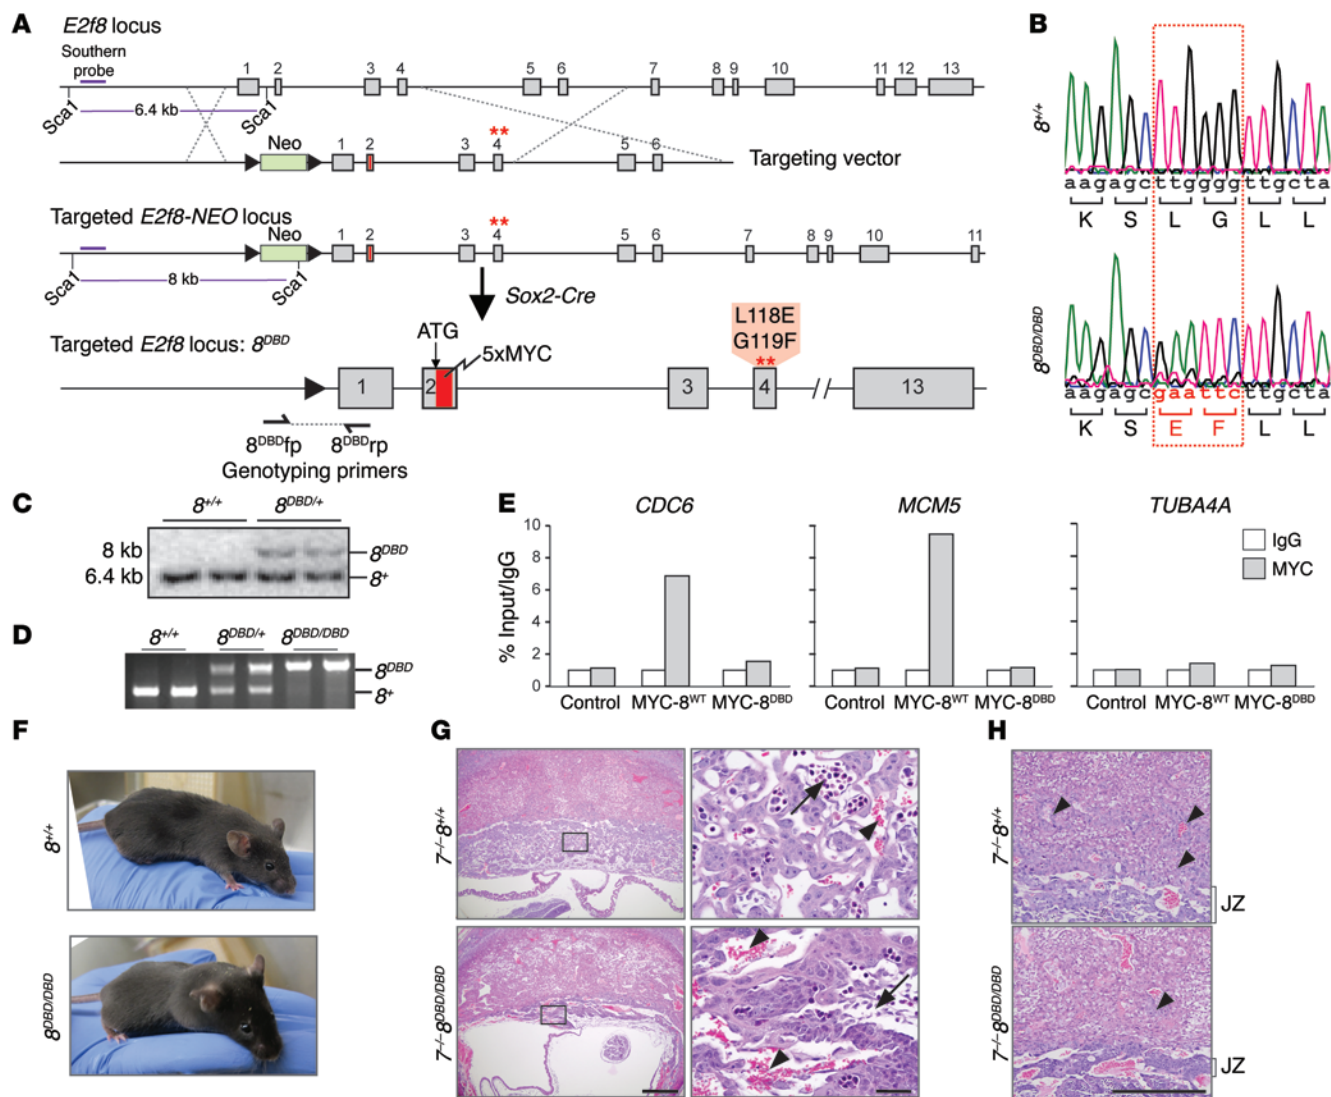 A
E2f8 locus
Southern probe
1 2 3 4 5 6 7 8 9 10 11 12 13
Sca1 6.4 kb Sca1
Neo 1 2 3 ** 4 5 6 Targeting vector
Targeted E2f8-NEO locus
Neo 1 2 3 ** 4 5 6 7 8 9 10 11
Sca1 8 kb Sca1
Sox2-Cre
Targeted E2f8 locus: 8DBD
ATG
5xMYC
L118E
G119F
**
1 2 3 4 // 13
8DBDfp 8DBDrp
Genotyping primers
B
8+/+
a a g a g c t t g g g g t t g c t a
K S L G L L
8DBD/DBD
a a g a g c g a a t t c t t g c t a
K S E F L L
C
8+/+ 8DBD/+
8 kb 8DBD
6.4 kb 8+
D
8+/+ 8DBD/+ 8DBD/DBD
8DBD
8+
E
CDC6 MCM5 TUBA4A
% Input/IgG
10
8
6
4
2
0
IgG
MYC
Control MYC-8WT MYC-8DBD
Control MYC-8WT MYC-8DBD
Control MYC-8WT MYC-8DBD
F
8+/+
8DBD/DBD
G
7–/–8+/+
7–/–8DBD/DBD
H
7–/–8+/+
JZ
7–/–8DBD/DBD
JZ